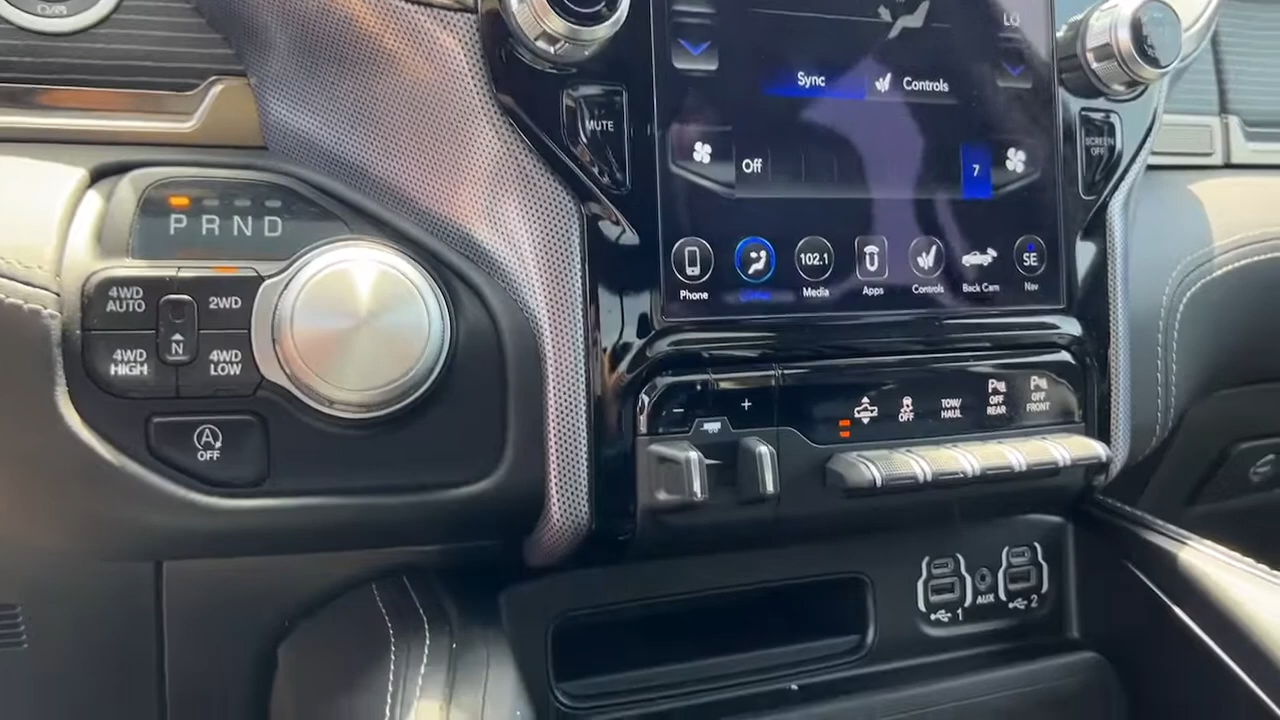 LO
Sync
Controls
MUTE
SCREEN
OFF
Off
7
P R N D
102.1
SE
Phone
Media
Apps
Controls
Back Cam
Nav
4WD
AUTO
2WD
N
4WD
HIGH
4WD
LOW
A
OFF
- +
OFF
TOW/
HAUL
P
OFF
REAR
P
OFF
FRONT
AUX
1
2